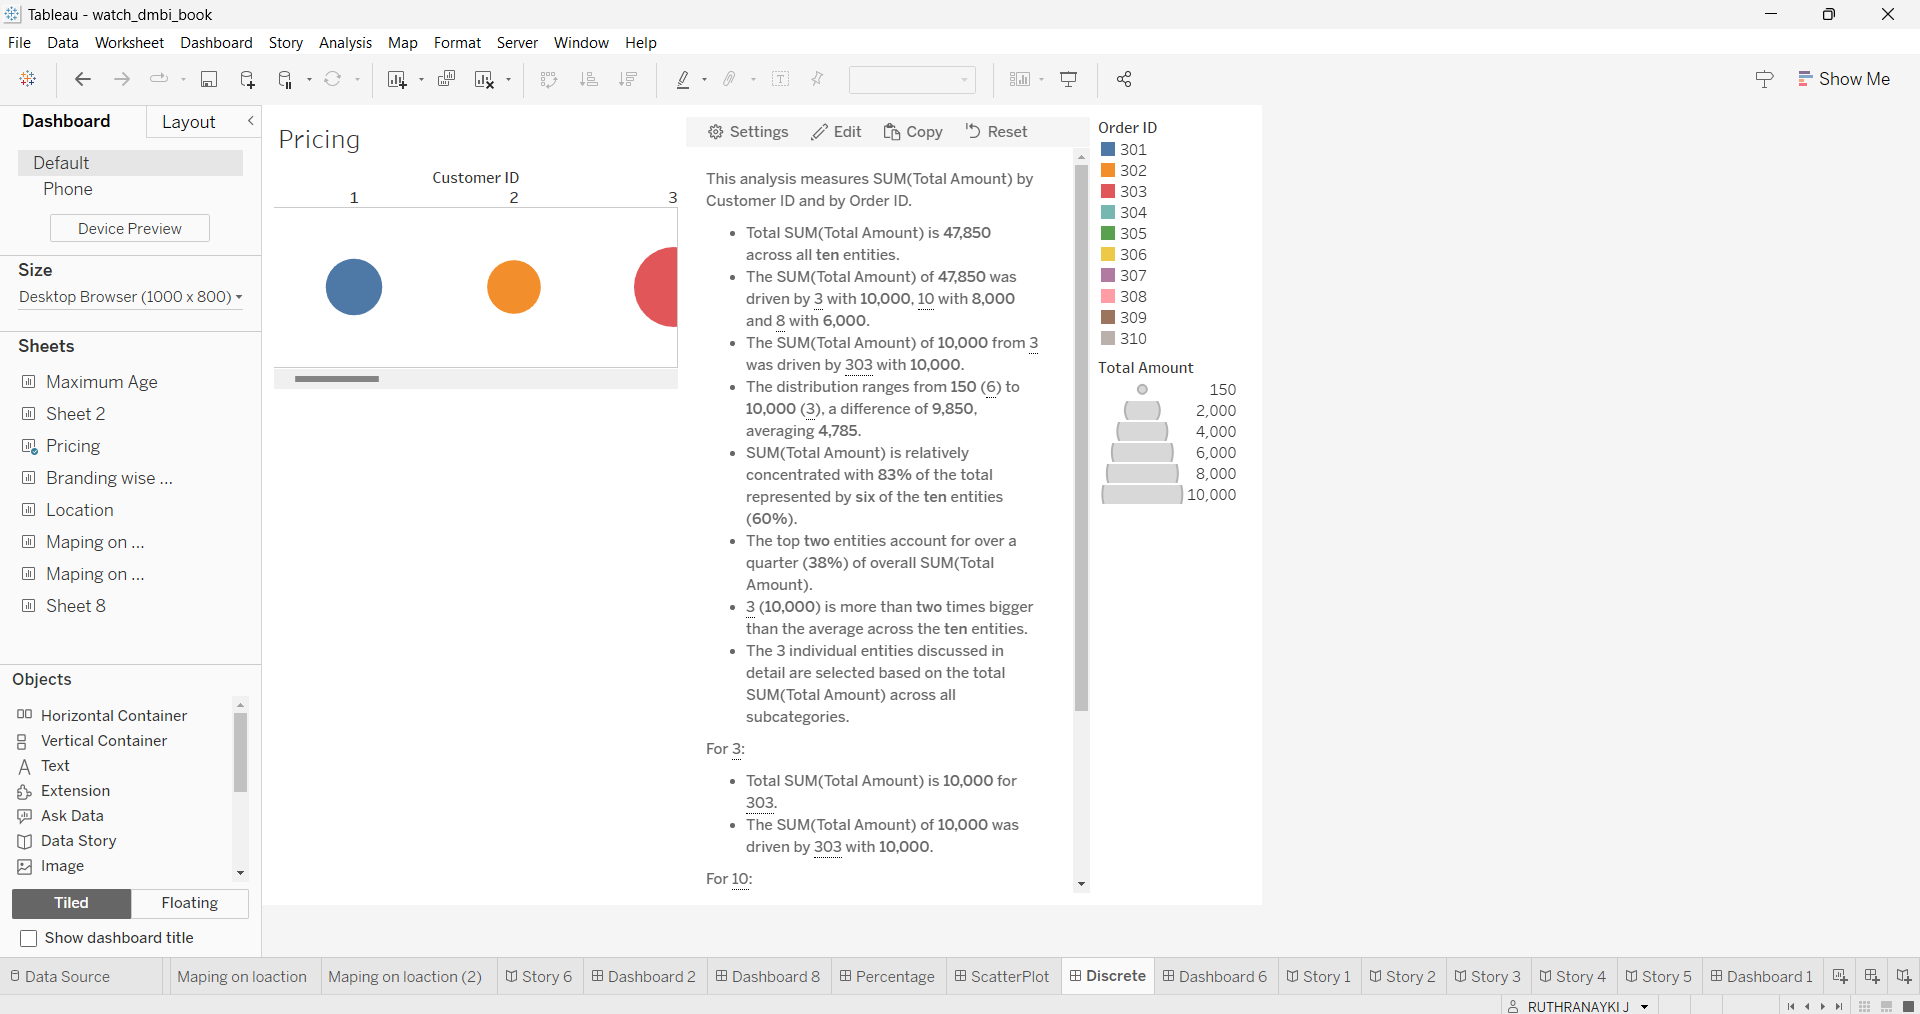 Tableau - watch_dmbi_book
File Data Worksheet Dashboard Story Analysis Map Format Server Window Help
Show Me
Dashboard
Layout
Default
Phone
Device Preview
Size
Desktop Browser (1000 x 800)
Sheets
Maximum Age
Sheet 2
Pricing
Branding wise ...
Location
Maping on ...
Maping on ...
Sheet 8
Objects
Horizontal Container
Vertical Container
Text
Extension
Ask Data
Data Story
Image
Tiled
Floating
Show dashboard title
Pricing
Customer ID
1 2 3
Settings Edit Copy Reset
This analysis measures SUM(Total Amount) by
Customer ID and by Order ID.
• Total SUM(Total Amount) is 47,850
across all ten entities.
• The SUM(Total Amount) of 47,850 was
driven by 3 with 10,000, 10 with 8,000
and 8 with 6,000.
• The SUM(Total Amount) of 10,000 from 3
was driven by 303 with 10,000.
• The distribution ranges from 150 (6) to
10,000 (3), a difference of 9,850,
averaging 4,785.
• SUM(Total Amount) is relatively
concentrated with 83% of the total
represented by six of the ten entities
(60%).
• The top two entities account for over a
quarter (38%) of overall SUM(Total
Amount).
• 3 (10,000) is more than two times bigger
than the average across the ten entities.
• The 3 individual entities discussed in
detail are selected based on the total
SUM(Total Amount) across all
subcategories.
For 3:
• Total SUM(Total Amount) is 10,000 for
303.
• The SUM(Total Amount) of 10,000 was
driven by 303 with 10,000.
For 10:
Order ID
301
302
303
304
305
306
307
308
309
310
Total Amount
150
2,000
4,000
6,000
8,000
10,000
Data Source Maping on loaction Maping on loaction (2) Story 6 Dashboard 2 Dashboard 8 Percentage ScatterPlot Discrete Dashboard 6 Story 1 Story 2 Story 3 Story 4 Story 5 Dashboard 1
RUTHRANAYKI J